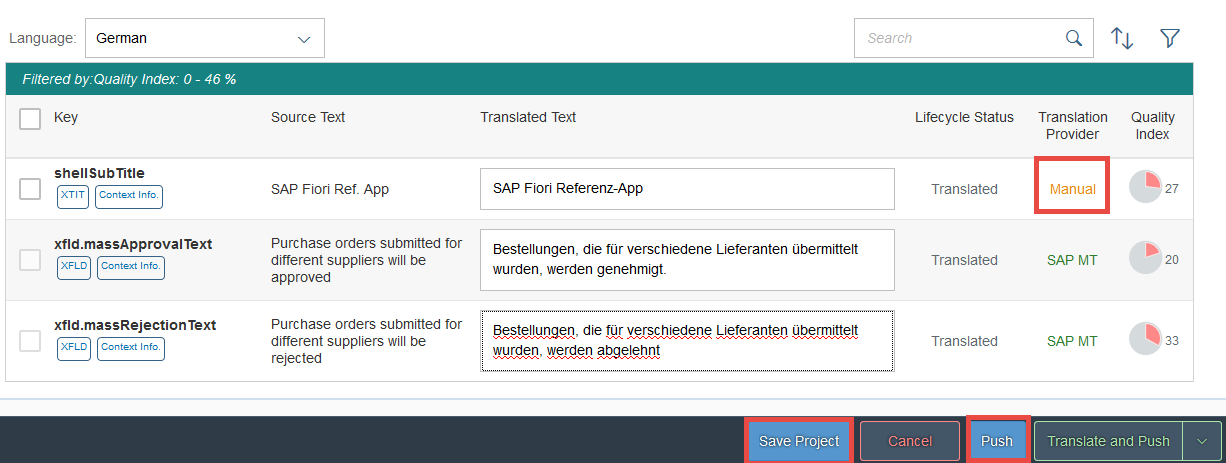 Language: German
Search
Filtered by:Quality Index: 0 - 46 %
Key
Source Text
Translated Text
Lifecycle Status
Translation
Provider
Quality
Index
shellSubTitle
XTIT
Context Info.
SAP Fiori Ref. App
SAP Fiori Referenz-App
Translated
Manual
27
xfld.massApprovalText
XFLD
Context Info.
Purchase orders submitted for
different suppliers will be
approved
Bestellungen, die für verschiedene Lieferanten übermittelt
wurden, werden genehmigt.
Translated
SAP MT
20
xfld.massRejectionText
XFLD
Context Info.
Purchase orders submitted for
different suppliers will be
rejected
Bestellungen, die für verschiedene Lieferanten übermittelt
wurden, werden abgelehnt
Translated
SAP MT
33
Save Project
Cancel
Push
Translate and Push